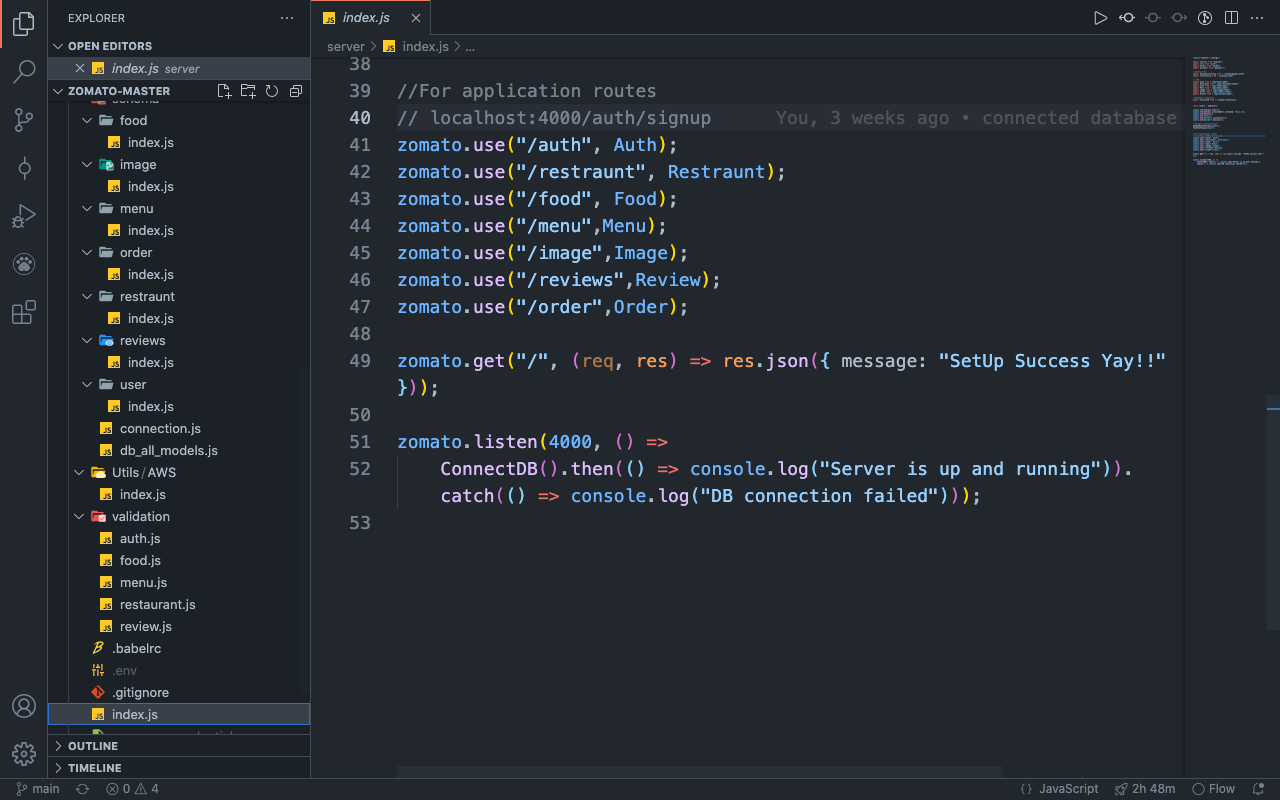 EXPLORER
OPEN EDITORS
index.js server
ZOMATO-MASTER
schema
food
index.js
image
index.js
menu
index.js
order
index.js
restraunt
index.js
reviews
index.js
user
index.js
connection.js
db_all_models.js
Utils / AWS
index.js
validation
auth.js
food.js
menu.js
restaurant.js
review.js
.babelrc
.env
.gitignore
index.js
OUTLINE
TIMELINE
index.js
server > index.js > ...
38
39 //For application routes
40 // localhost:4000/auth/signup You, 3 weeks ago • connected database
41 zomato.use("/auth", Auth);
42 zomato.use("/restraunt", Restraunt);
43 zomato.use("/food", Food);
44 zomato.use("/menu",Menu);
45 zomato.use("/image",Image);
46 zomato.use("/reviews",Review);
47 zomato.use("/order",Order);
48
49 zomato.get("/", (req, res) => res.json({ message: "SetUp Success Yay!!"
}));
50
51 zomato.listen(4000, () =>
52 ConnectDB().then(() => console.log("Server is up and running")).
catch(() => console.log("DB connection failed")));
53
main 0 4 {} JavaScript 2h 48m Flow